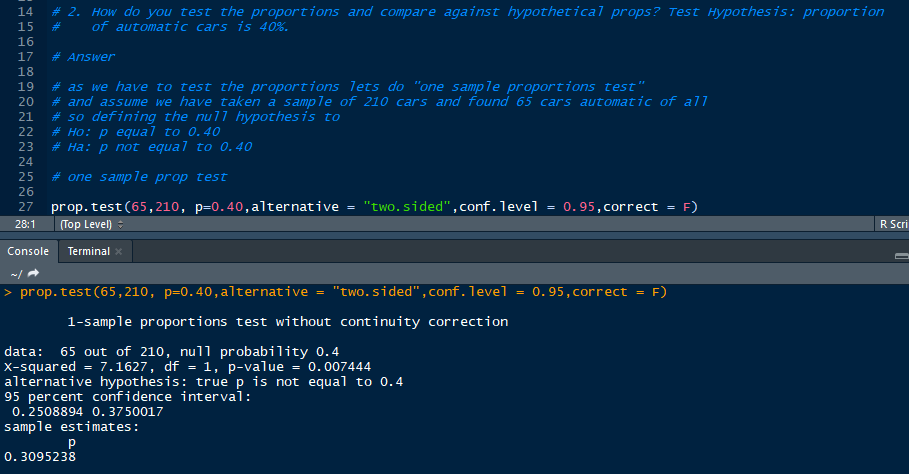 14 # 2. How do you test the proportions and compare against hypothetical props? Test Hypothesis: proportion
15 #    of automatic cars is 40%.
16
17 # Answer
18
19 # as we have to test the proportions lets do "one sample proportions test"
20 # and assume we have taken a sample of 210 cars and found 65 cars automatic of all
21 # so defining the null hypothesis to
22 # Ho: p equal to 0.40
23 # Ha: p not equal to 0.40
24
25 # one sample prop test
26
27 prop.test(65,210, p=0.40,alternative = "two.sided",conf.level = 0.95,correct = F)
28:1 (Top Level) R Scri
Console Terminal
~/
> prop.test(65,210, p=0.40,alternative = "two.sided",conf.level = 0.95,correct = F)
1-sample proportions test without continuity correction
data:  65 out of 210, null probability 0.4
X-squared = 7.1627, df = 1, p-value = 0.007444
alternative hypothesis: true p is not equal to 0.4
95 percent confidence interval:
0.2508894 0.3750017
sample estimates:
p
0.3095238